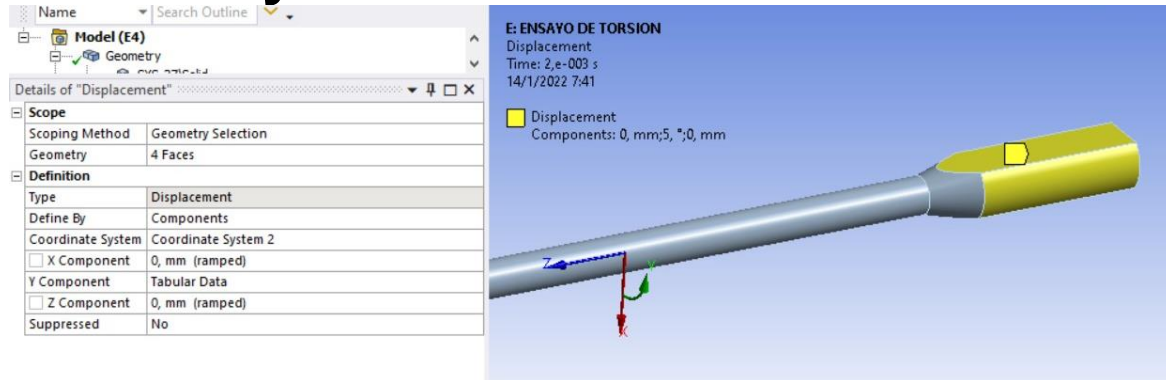 Name Search Outline
Model (E4)
Geometry
Details of "Displacement"
Scope
Scoping Method Geometry Selection
Geometry 4 Faces
Definition
Type Displacement
Define By Components
Coordinate System Coordinate System 2
X Component 0, mm (ramped)
Y Component Tabular Data
Z Component 0, mm (ramped)
Suppressed No
E: ENSAYO DE TORSION
Displacement
Time: 2,e-003 s
14/1/2022 7:41
Displacement
Components: 0, mm;5, °;0, mm
Z
Y
X